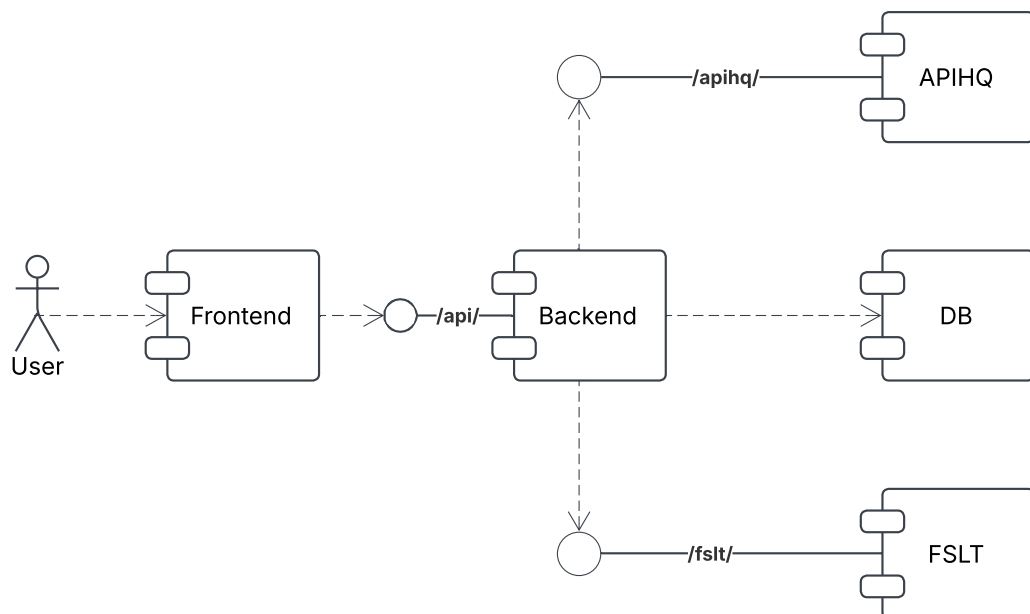 /apihq/
APIHQ
User
Frontend
/api/
Backend
DB
/fslt/
FSLT